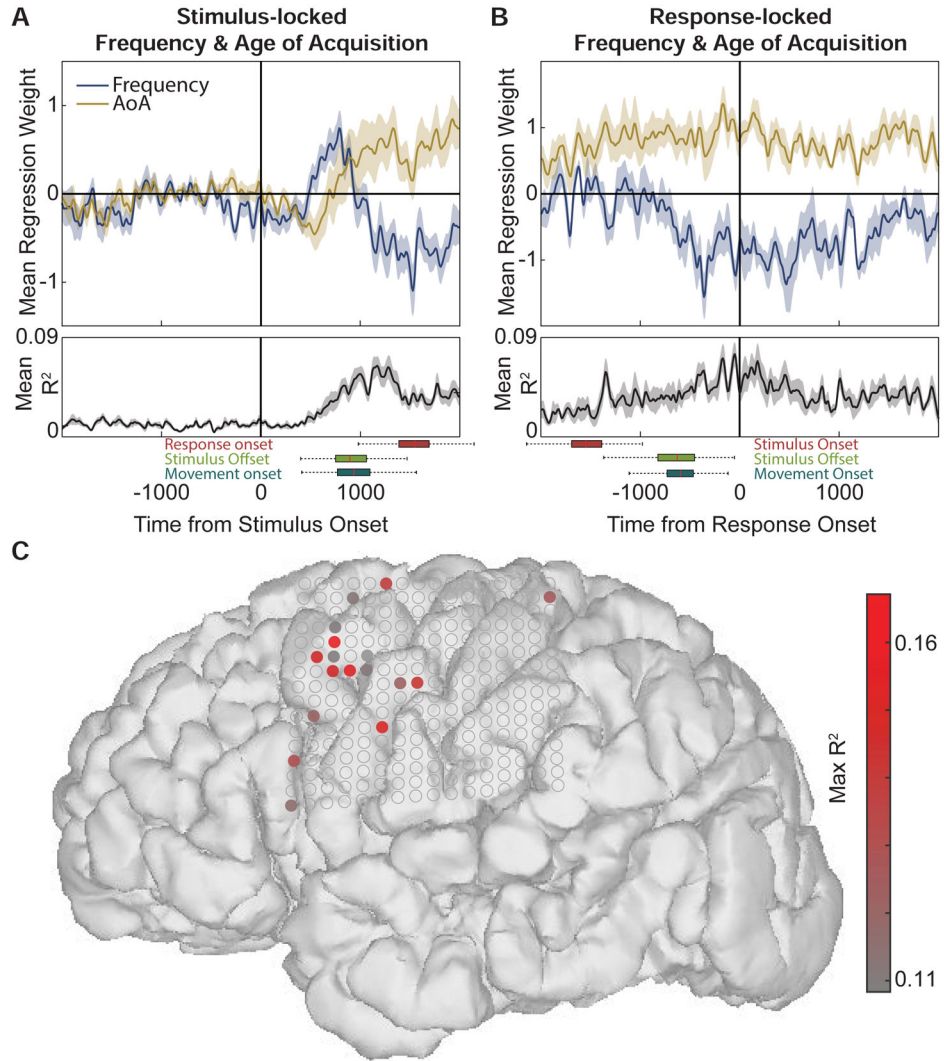 A
Stimulus-locked
Frequency & Age of Acquisition
Mean Regression Weight
1
0
-1
Frequency
AoA
Mean
R²
0.09
0
Response onset
Stimulus Offset
Movement onset
-1000
0
1000
Time from Stimulus Onset
B
Response-locked
Frequency & Age of Acquisition
Mean Regression Weight
1
0
-1
Mean
R²
0.09
0
Stimulus Onset
Stimulus Offset
Movement Onset
-1000
0
1000
Time from Response Onset
C
Max R²
0.16
0.11